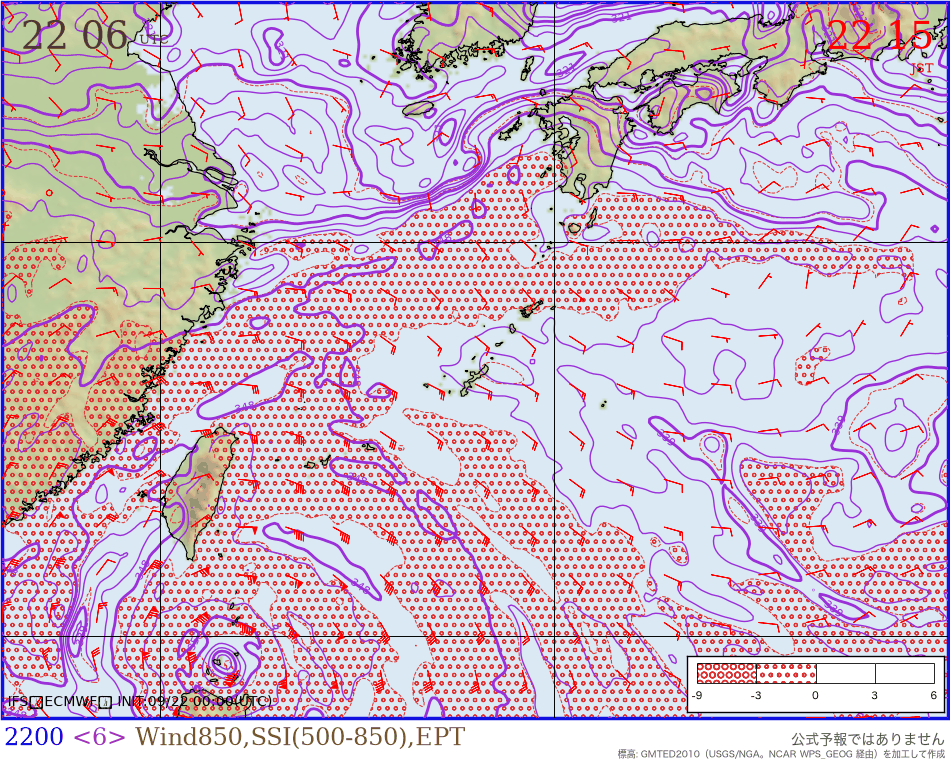 22 06 UTC
22 15
JST
345
348
IFS□(ECMWF□) INIT:09/22 00:00(UTC)
-9 -3 0 3 6
2200 <6> Wind850,SSI(500-850),EPT
公式予報ではありません
標高: GMTED2010（USGS/NGA。NCAR WPS_GEOG 経由）を加工して作成